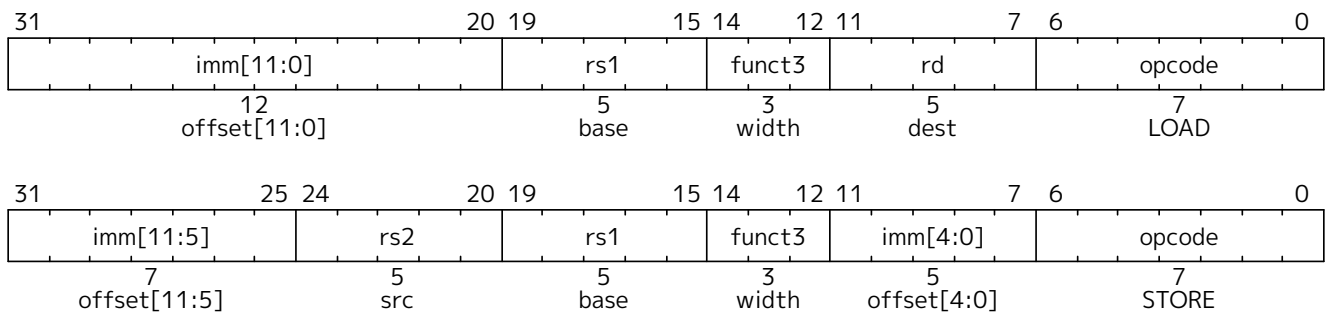 31 20 19 15 14 12 11 7 6 0
imm[11:0] rs1 funct3 rd opcode
12 5 3 5 7
offset[11:0] base width dest LOAD
31 25 24 20 19 15 14 12 11 7 6 0
imm[11:5] rs2 rs1 funct3 imm[4:0] opcode
7 5 5 3 5 7
offset[11:5] src base width offset[4:0] STORE